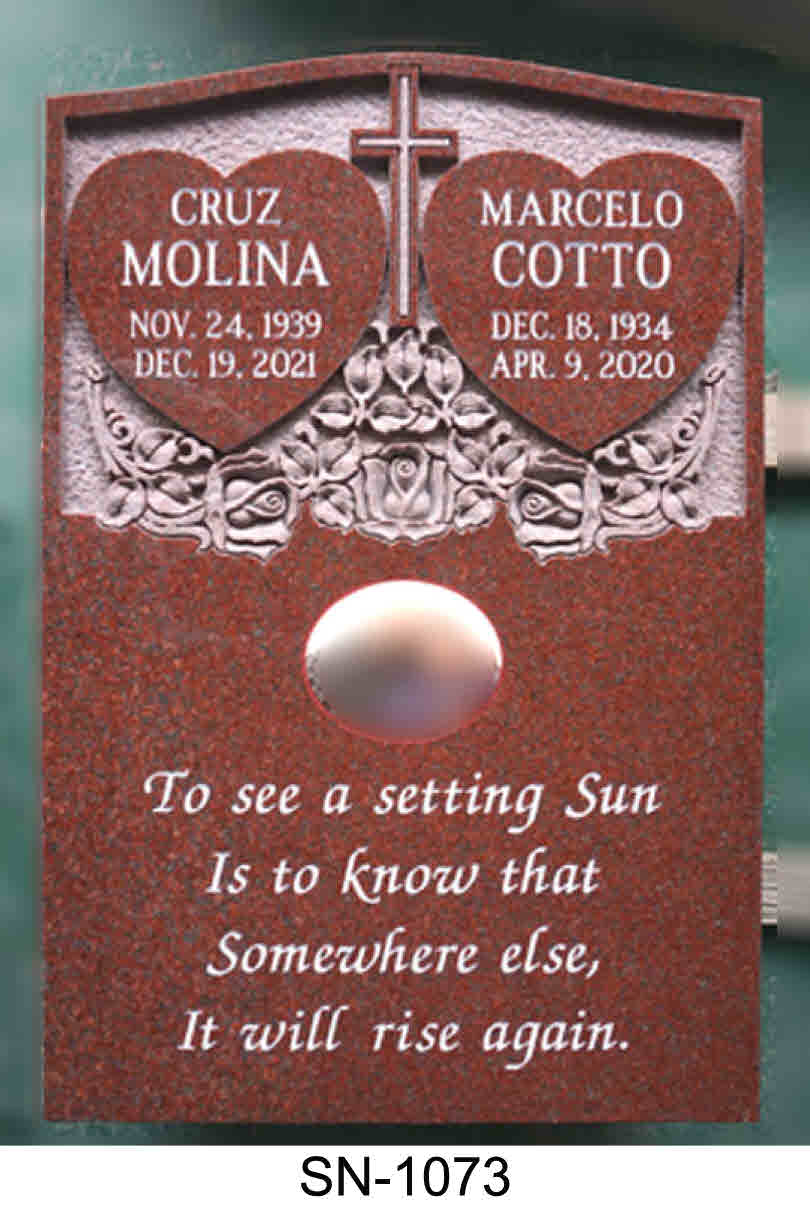 CRUZ
MOLINA
NOV. 24, 1939
DEC. 19, 2021
MARCELO
COTTO
DEC. 18, 1934
APR. 9, 2020
To see a setting Sun
Is to know that
Somewhere else,
It will rise again.
SN-1073